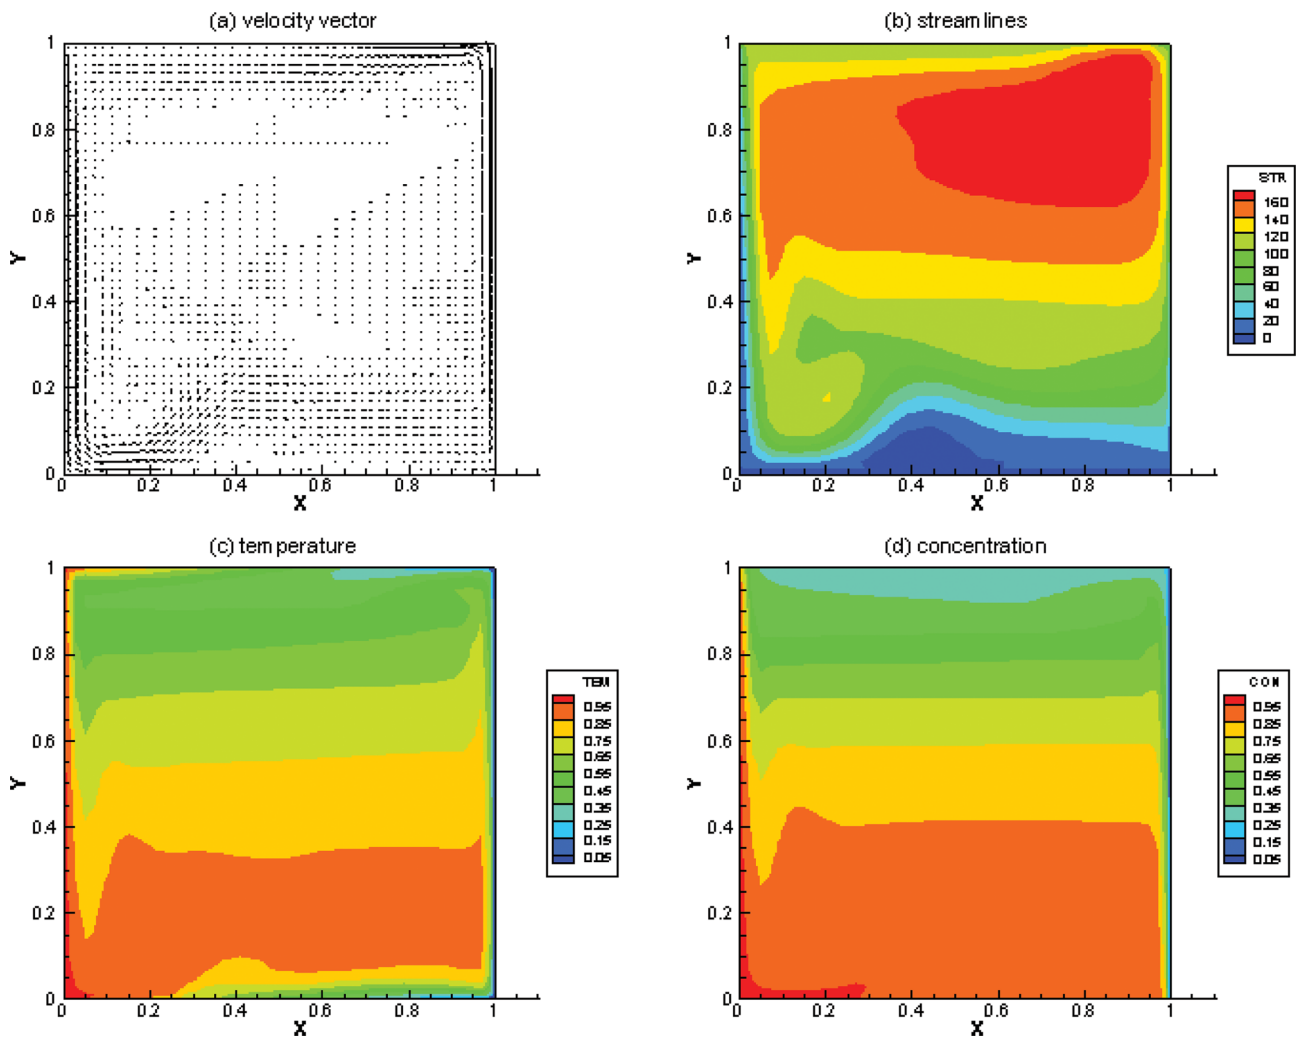 (a) velocity vector
1
0.8
0.6
0.4
0.2
0
Y
0 0.2 0.4 0.6 0.8 1
X
(b) streamlines
1
0.8
0.6
0.4
0.2
0
Y
0 0.2 0.4 0.6 0.8 1
X
STR
160
140
120
100
80
60
40
20
0
(c) temperature
1
0.8
0.6
0.4
0.2
0
Y
0 0.2 0.4 0.6 0.8 1
X
TEM
0.95
0.85
0.75
0.65
0.55
0.45
0.35
0.25
0.15
0.05
(d) concentration
1
0.8
0.6
0.4
0.2
0
Y
0 0.2 0.4 0.6 0.8 1
X
CON
0.95
0.85
0.75
0.65
0.55
0.45
0.35
0.25
0.15
0.05